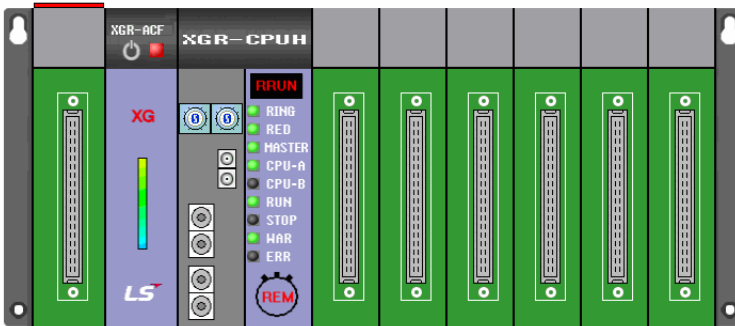 XGR-ACF
XGR-CPUH
RRUN
XG
0 0
RING
RED
MASTER
CPU-A
CPU-B
RUN
STOP
WAR
ERR
LS
REM